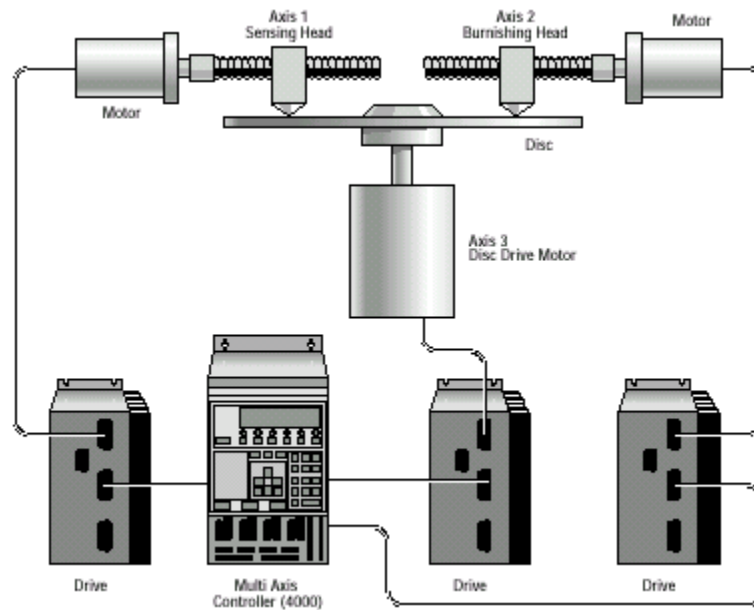 Axis 1
Sensing Head
Axis 2
Burnishing Head
Motor
Motor
Disc
Axis 3
Disc Drive Motor
Drive
Multi Axis
Controller (4000)
Drive
Drive